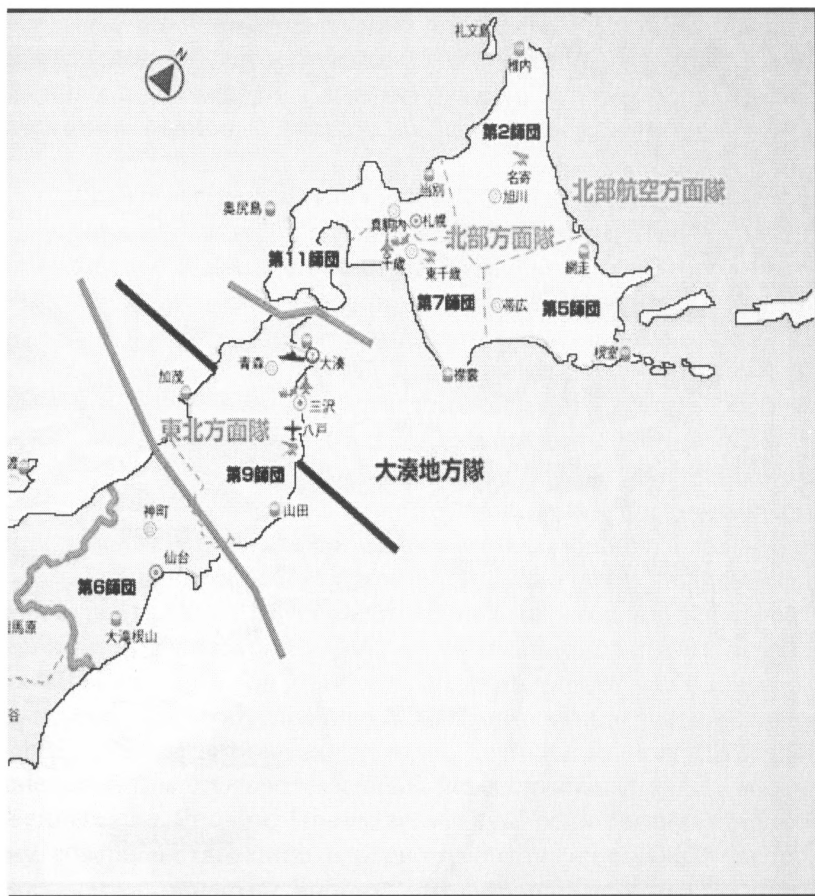 礼文島
N
稚内
第2師団
名寄
当別
旭川
北部航空方面隊
奥尻島
真駒内
札幌
北部方面隊
第11師団
千歳
東千歳
網走
第7師団
帯広
第5師団
根室
襟裳
青森
大湊
加茂
三沢
東北方面隊
八戸
第9師団
大湊地方隊
山田
神町
仙台
第6師団
大滝根山
馬原
谷